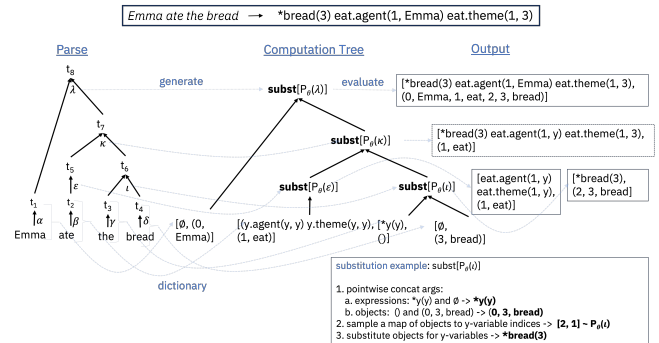 Emma ate the bread → *bread(3) eat.agent(1, Emma) eat.theme(1, 3)
Parse
Computation Tree
Output
t8
λ
generate
subst[Pθ(λ)]
evaluate
[*bread(3) eat.agent(1, Emma) eat.theme(1, 3),
(0, Emma, 1, eat, 2, 3, bread)]
t7
κ
subst[Pθ(κ)]
[*bread(3) eat.agent(1, y) eat.theme(1, 3),
(1, eat)]
t5
ε
t6
ι
subst[Pθ(ε)]
subst[Pθ(ι)]
[eat.agent(1, y)
eat.theme(1, y),
(1, eat)]
[*bread(3),
(2, 3, bread]
t1
α
t2
β
t3
γ
t4
δ
Emma
ate
the
bread
[Ø, (0,
Emma)]
[(y.agent(y, y) y.theme(y, y),
(1, eat)]
[*y(y),
()]
[Ø,
(3, bread)]
dictionary
substitution example: subst[Pθ(ι)]
1. pointwise concat args:
a. expressions: *y(y) and Ø -> *y(y)
b. objects: () and (0, 3, bread) -> (0, 3, bread)
2. sample a map of objects to y-variable indices -> [2, 1] ~ Pθ(ι)
3. substitute objects for y-variables -> *bread(3)